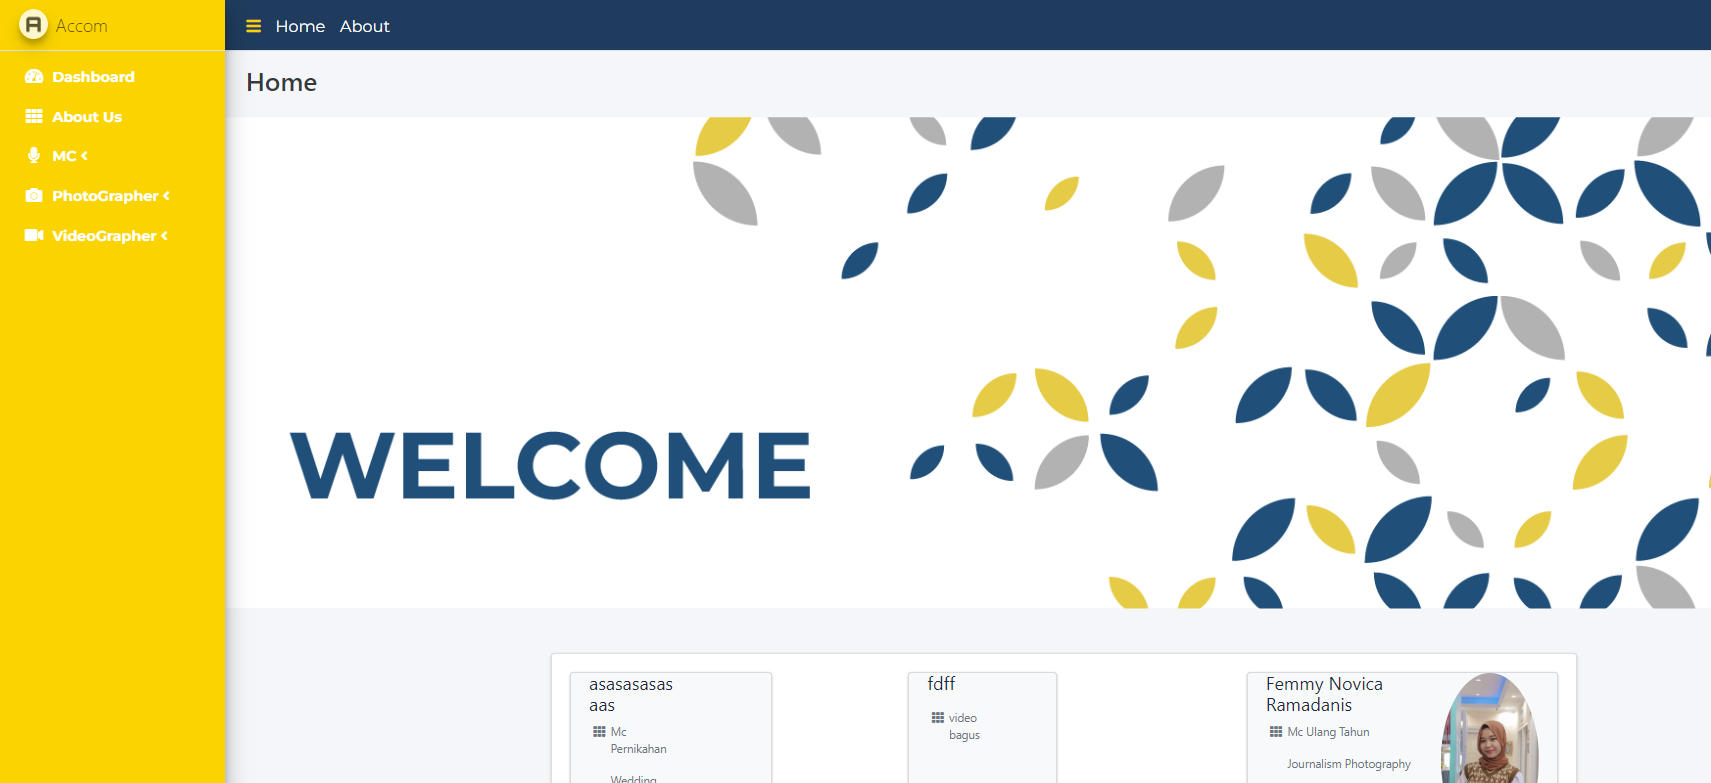 A Accom
Home About
Dashboard
About Us
MC
PhotoGrapher
VideoGrapher
Home
WELCOME
asasasasas
aas
Mc
Pernikahan
Wedding
fdff
video
bagus
Femmy Novica
Ramadanis
Mc Ulang Tahun
Journalism Photography